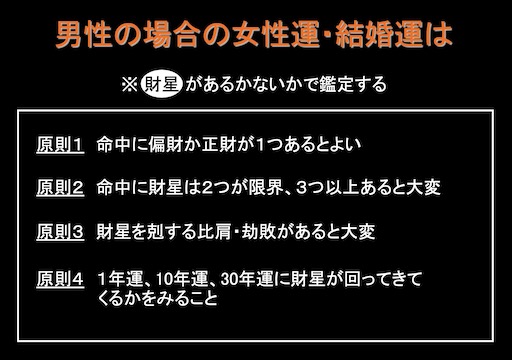 男性の場合の女性運・結婚運は
※財星があるかないかで鑑定する
原則１ 命中に偏財か正財が１つあるとよい
原則２ 命中に財星は２つが限界、３つ以上あると大変
原則３ 財星を剋する比肩・劫敗があると大変
原則４ １年運、10年運、30年運に財星が回ってきて
くるかをみること